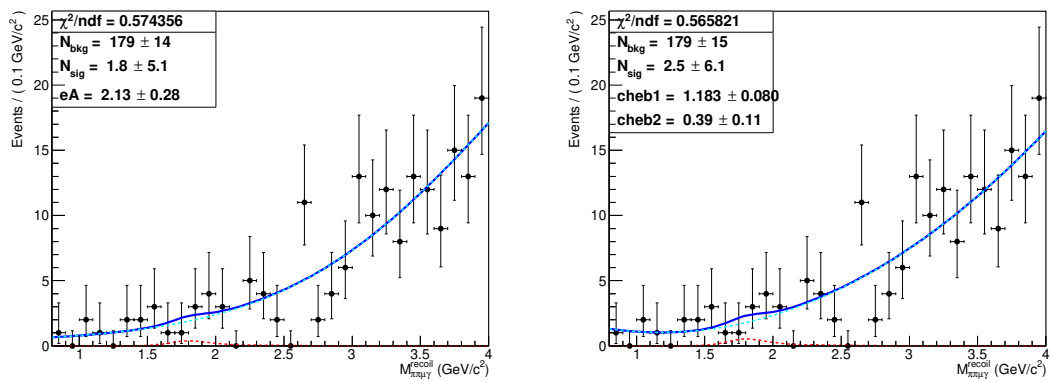 χ²/ndf = 0.574356
N_bkg = 179 ± 14
N_sig = 1.8 ± 5.1
eA = 2.13 ± 0.28
Events / ( 0.1 GeV/c² )
25
20
15
10
5
0
1 1.5 2 2.5 3 3.5 4
M^recoil_ππμγ (GeV/c²)
χ²/ndf = 0.565821
N_bkg = 179 ± 15
N_sig = 2.5 ± 6.1
cheb1 = 1.183 ± 0.080
cheb2 = 0.39 ± 0.11
Events / ( 0.1 GeV/c² )
25
20
15
10
5
0
1 1.5 2 2.5 3 3.5 4
M^recoil_ππμγ (GeV/c²)